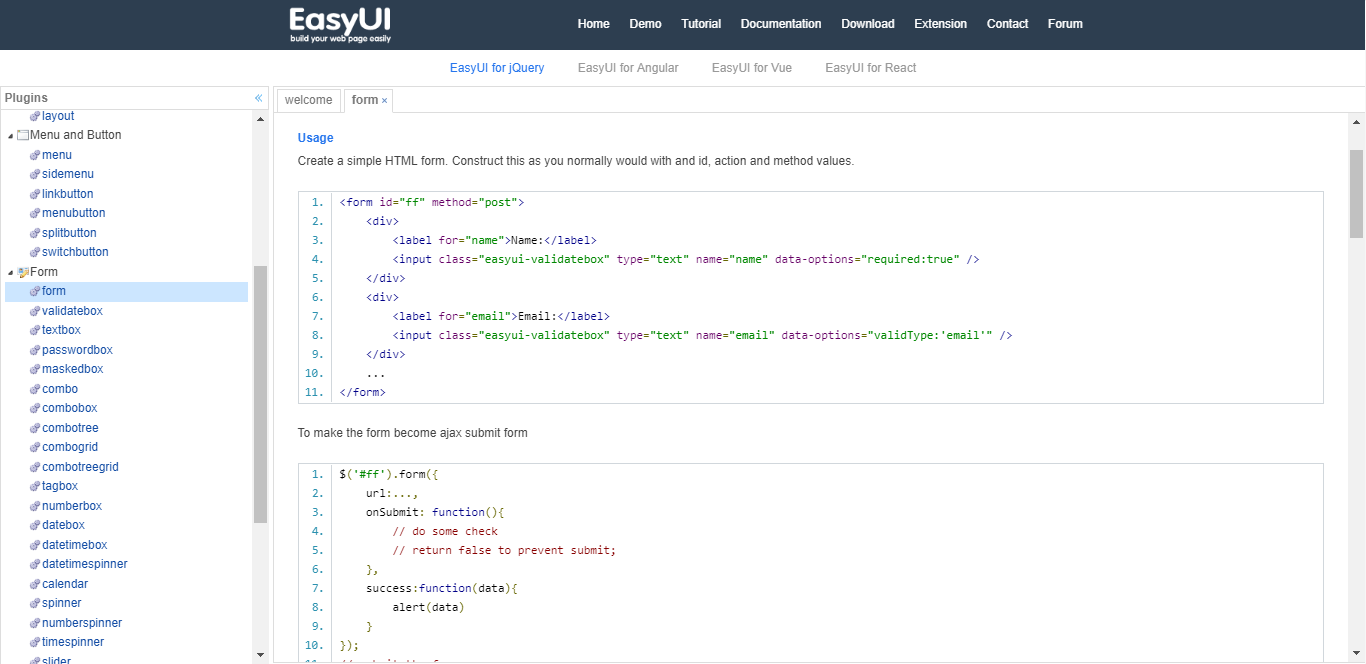 EasyUI
build your web page easily
Home Demo Tutorial Documentation Download Extension Contact Forum
EasyUI for jQuery EasyUI for Angular EasyUI for Vue EasyUI for React
Plugins «
layout
Menu and Button
menu
sidemenu
linkbutton
menubutton
splitbutton
switchbutton
Form
form
validatebox
textbox
passwordbox
maskedbox
combo
combobox
combotree
combogrid
combotreegrid
tagbox
numberbox
datebox
datetimebox
datetimespinner
calendar
spinner
numberspinner
timespinner
slider
welcome form ×
Usage
Create a simple HTML form. Construct this as you normally would with and id, action and method values.
1. <form id="ff" method="post">
2. <div>
3. <label for="name">Name:</label>
4. <input class="easyui-validatebox" type="text" name="name" data-options="required:true" />
5. </div>
6. <div>
7. <label for="email">Email:</label>
8. <input class="easyui-validatebox" type="text" name="email" data-options="validType:'email'" />
9. </div>
10. ...
11. </form>
To make the form become ajax submit form
1. $('#ff').form({
2. url:...,
3. onSubmit: function(){
4. // do some check
5. // return false to prevent submit;
6. },
7. success:function(data){
8. alert(data)
9. }
10. });